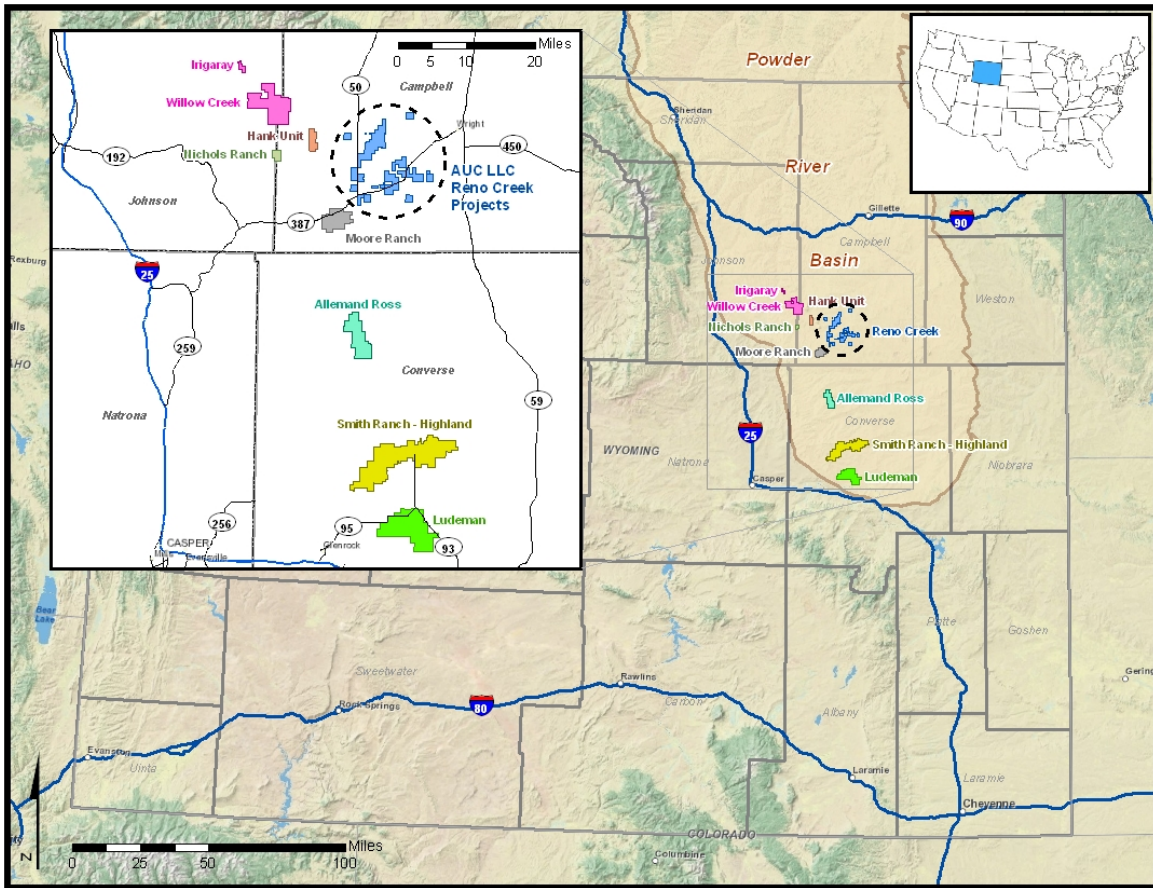 Miles
0 5 10 20
Irigaray
Willow Creek
50
Campbell
Hank Unit
Wright
Nichols Ranch
192
450
AUC LLC
Reno Creek
Projects
Johnson
387
Moore Ranch
25
Allemand Ross
259
Converse
59
Natrona
Smith Ranch - Highland
256
95
Ludeman
CASPER
Glenrock
93
Powder
Sheridan
Sheridan
River
Gillette
90
Campbell
Johnson
Basin
Irigaray
Willow Creek
Hank Unit
Weston
Nichols Ranch
Reno Creek
Moore Ranch
Allemand Ross
Converse
25
WYOMING
Smith Ranch - Highland
Natrona
Niobrara
Casper
Ludeman
Rexburg
Bear
Lake
Platte
Goshen
Gering
Sweetwater
Rawlins
Rock Springs
80
Carbon
Albany
Evanston
Uinta
Laramie
Laramie
Cheyenne
COLORADO
Columbine
N
Miles
0 25 50 100